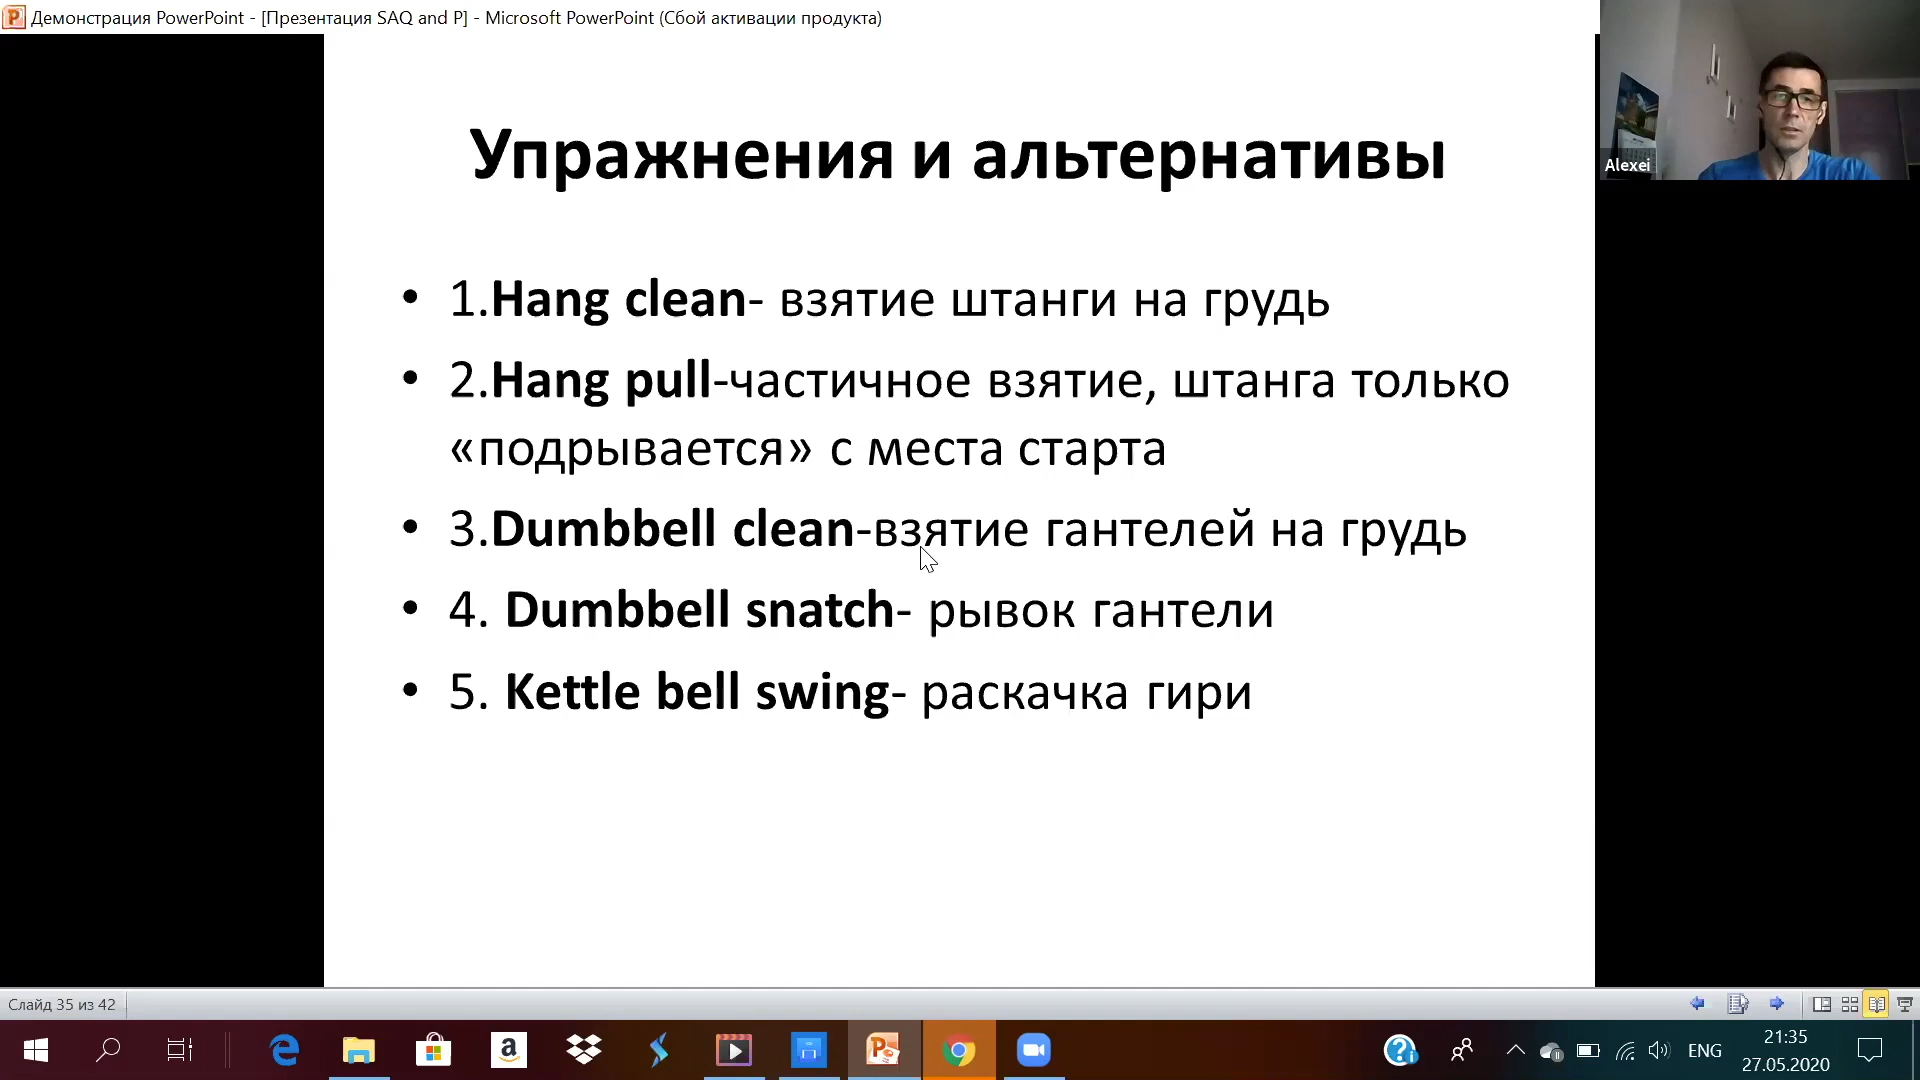 Демонстрация PowerPoint - [Презентация SAQ and P] - Microsoft PowerPoint (Сбой активации продукта)
Alexei
Упражнения и альтернативы
• 1.Hang clean- взятие штанги на грудь
• 2.Hang pull-частичное взятие, штанга только
«подрывается» с места старта
• 3.Dumbbell clean-взятие гантелей на грудь
• 4. Dumbbell snatch- рывок гантели
• 5. Kettle bell swing- раскачка гири
Слайд 35 из 42
ENG
21:35
27.05.2020